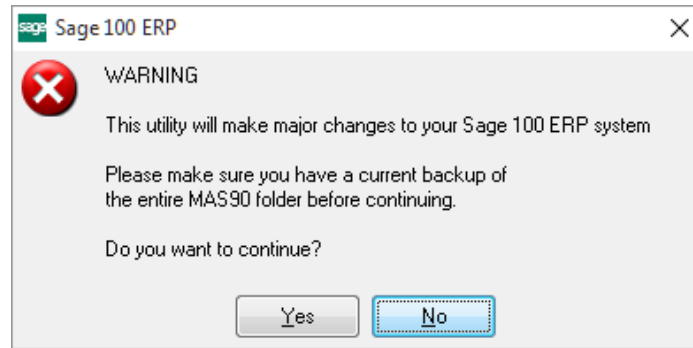 sage Sage 100 ERP
WARNING
This utility will make major changes to your Sage 100 ERP system
Please make sure you have a current backup of
the entire MAS90 folder before continuing.
Do you want to continue?
Yes No